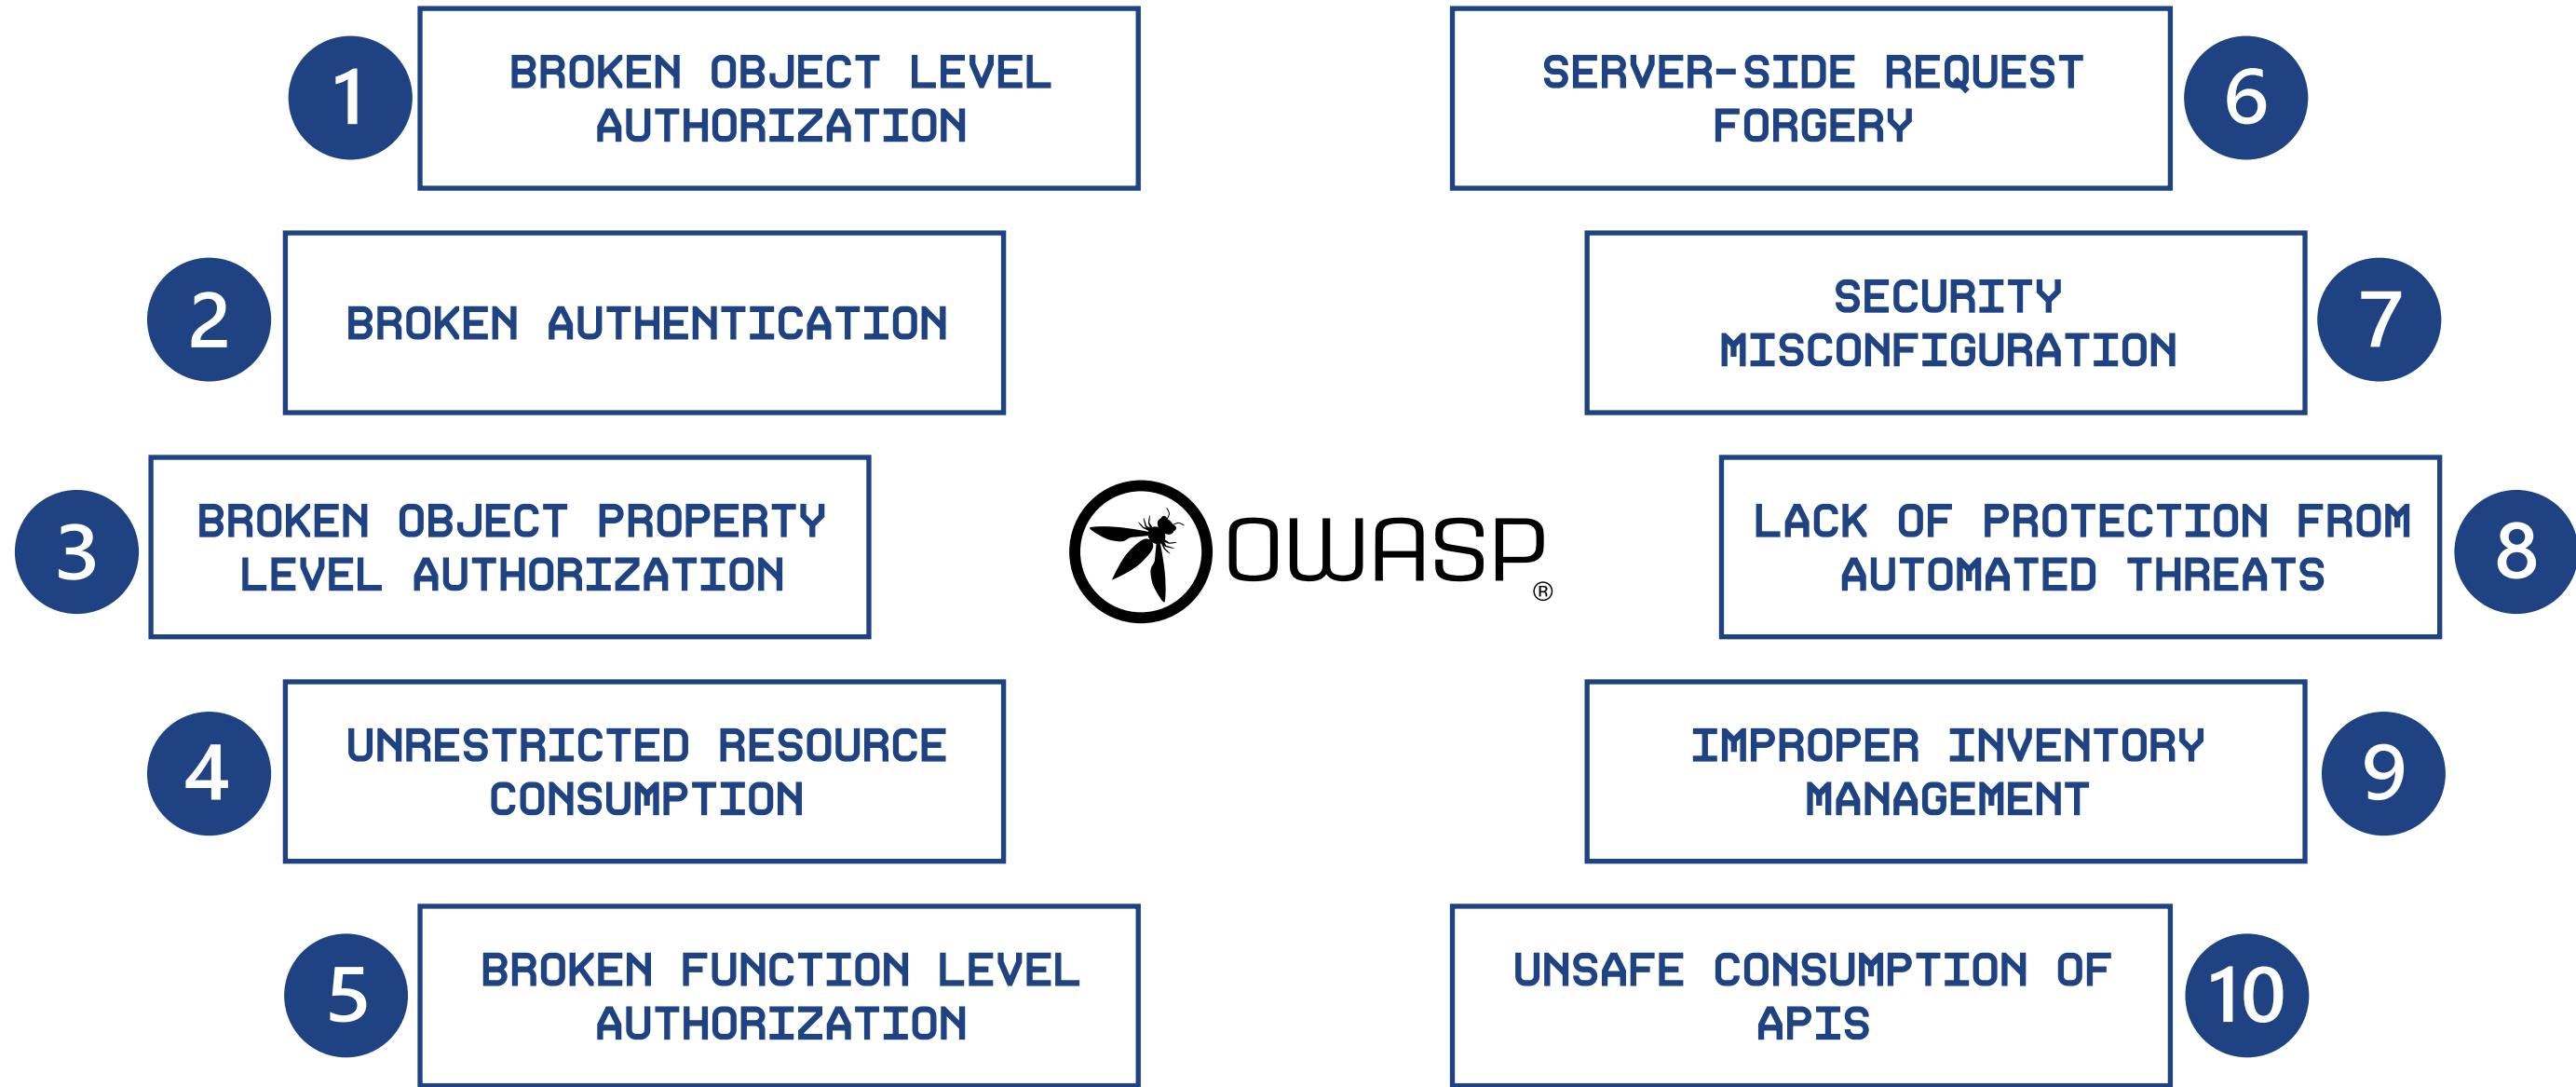 1
BROKEN OBJECT LEVEL
AUTHORIZATION
2
BROKEN AUTHENTICATION
3
BROKEN OBJECT PROPERTY
LEVEL AUTHORIZATION
4
UNRESTRICTED RESOURCE
CONSUMPTION
5
BROKEN FUNCTION LEVEL
AUTHORIZATION
OWASP®
SERVER-SIDE REQUEST
FORGERY
6
SECURITY
MISCONFIGURATION
7
LACK OF PROTECTION FROM
AUTOMATED THREATS
8
IMPROPER INVENTORY
MANAGEMENT
9
UNSAFE CONSUMPTION OF
APIS
10